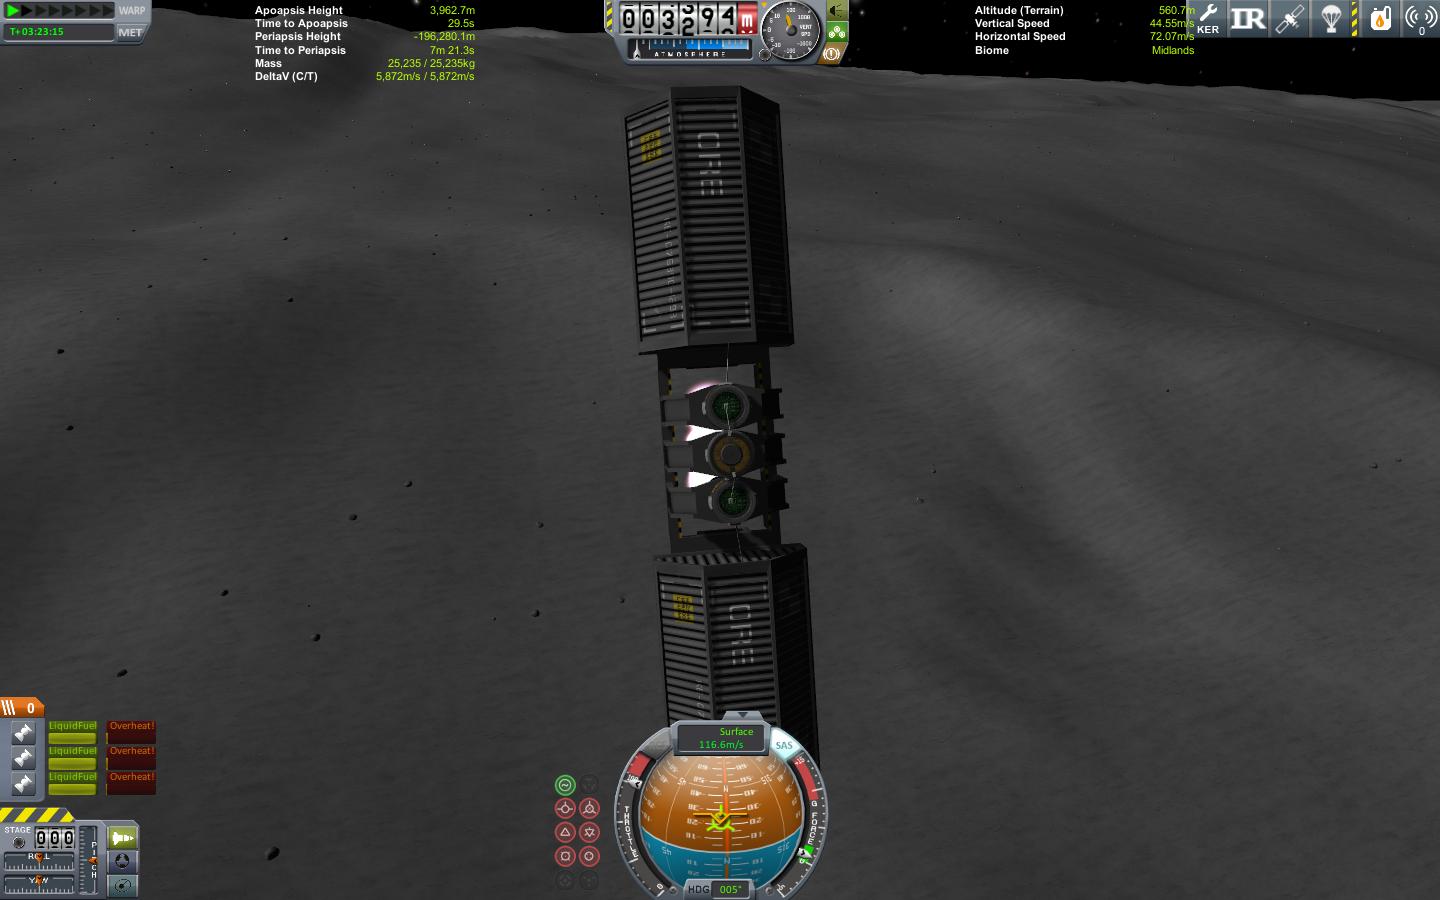 WARP
T+ 03:23:15
MET
Apoapsis Height 3,962.7m
Time to Apoapsis 29.5s
Periapsis Height -196,280.1m
Time to Periapsis 7m 21.3s
Mass 25,235 / 25,235kg
DeltaV (C/T) 5,872m/s / 5,872m/s
m
ATMOSPHERE
Altitude (Terrain) 560.7m
Vertical Speed 44.55m/s
Horizontal Speed 72.07m/s
Biome Midlands
KER
IR
0
ORE
ORE
0
LiquidFuel Overheat!
LiquidFuel Overheat!
LiquidFuel Overheat!
STAGE 000
ROLL
YAW
PITCH
Surface
116.6m/s
SAS
THROTTLE
G FORCE
N
HDG 005°